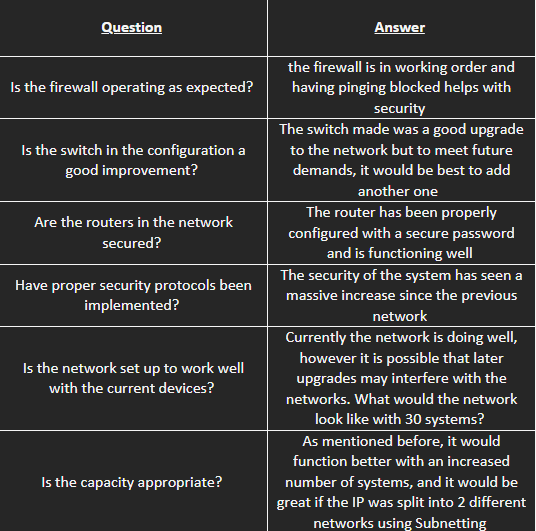 Question
Answer
Is the firewall operating as expected?
the firewall is in working order and
having pinging blocked helps with
security
Is the switch in the configuration a
good improvement?
The switch made was a good upgrade
to the network but to meet future
demands, it would be best to add
another one
Are the routers in the network
secured?
The router has been properly
configured with a secure password
and is functioning well
Have proper security protocols been
implemented?
The security of the system has seen a
massive increase since the previous
network
Is the network set up to work well
with the current devices?
Currently the network is doing well,
however it is possible that later
upgrades may interfere with the
networks. What would the network
look like with 30 systems?
Is the capacity appropriate?
As mentioned before, it would
function better with an increased
number of systems, and it would be
great if the IP was split into 2 different
networks using Subnetting